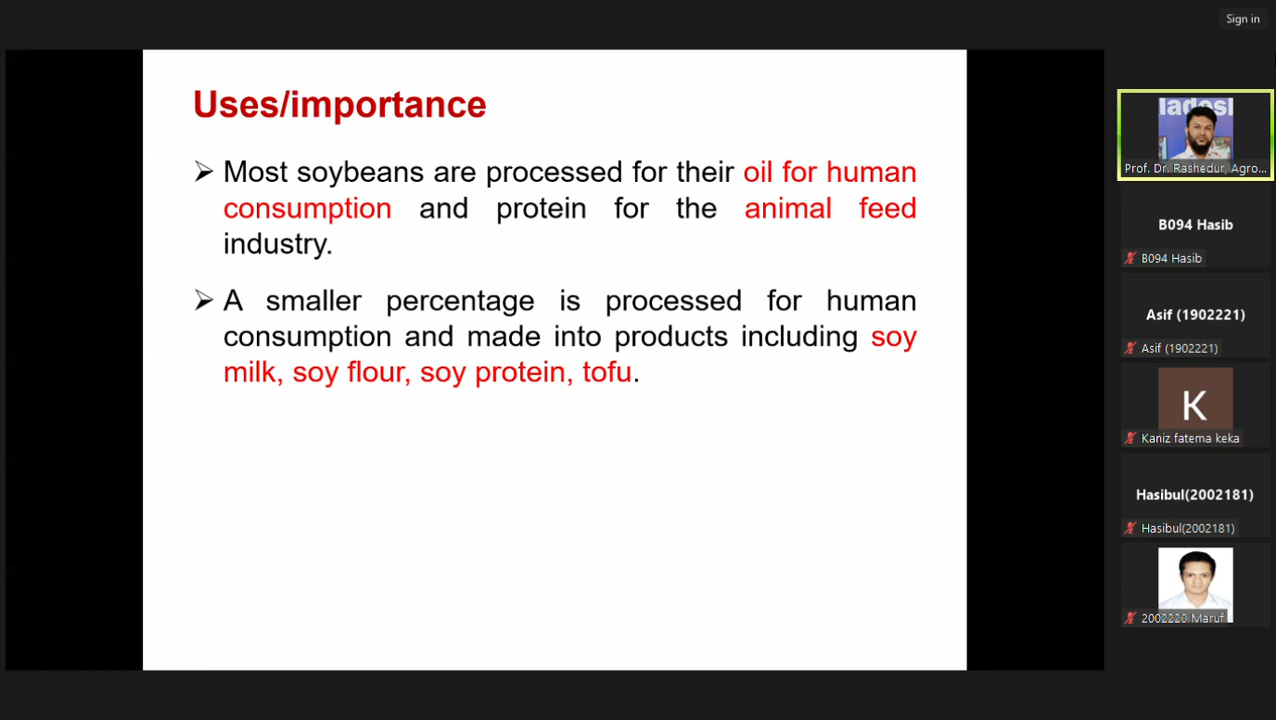 Sign in
Uses/importance
➢ Most soybeans are processed for their oil for human
consumption and protein for the animal feed
industry.
➢ A smaller percentage is processed for human
consumption and made into products including soy
milk, soy flour, soy protein, tofu.
ladesl
Prof. Dr. Rashedur, Agro...
B094 Hasib
B094 Hasib
Asif (1902221)
Asif (1902221)
K
Kaniz fatema keka
Hasibul(2002181)
Hasibul(2002181)
2002220 Maruf